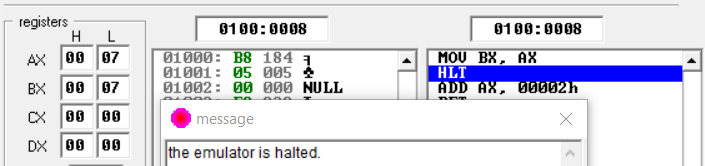 registers
H L
0100:0008
0100:0008
AX 00 07
BX 00 07
CX 00 00
DX 00 00
01000: B8 184 ╕
01001: 05 005 ♣
01002: 00 000 NULL
MOV BX, AX
HLT
ADD AX, 00002h
RET
message
the emulator is halted.